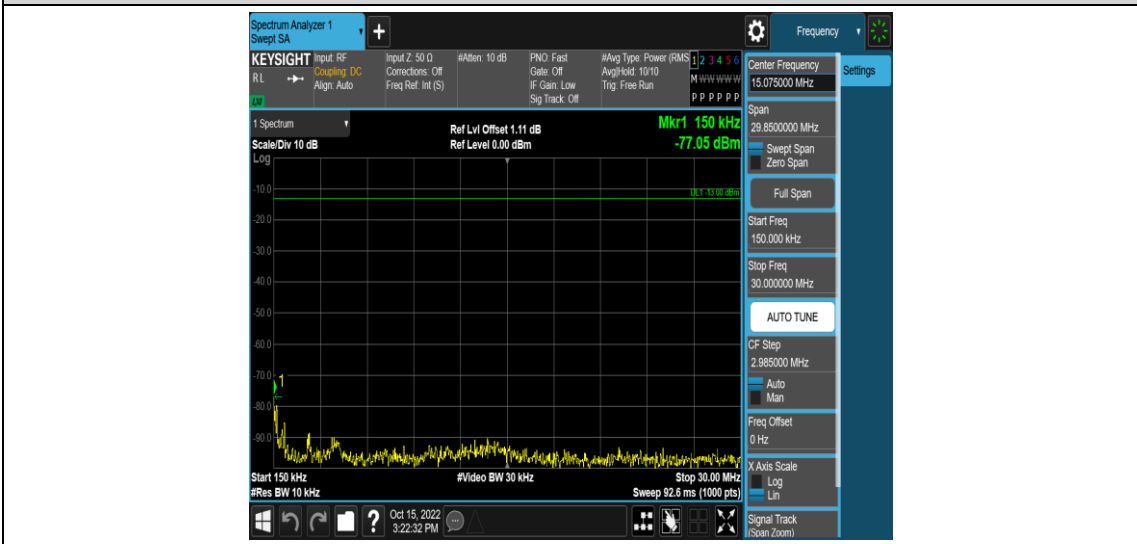 Spectrum Analyzer 1
Swept SA
+
Frequency
KEYSIGHT
RL
LXI
Input: RF
Coupling: DC
Align: Auto
Input Z: 50 Ω
Corrections: Off
Freq Ref: Int (S)
#Atten: 10 dB
PNO: Fast
Gate: Off
IF Gain: Low
Sig Track: Off
#Avg Type: Power (RMS
Avg|Hold: 10/10
Trig: Free Run
1 2 3 4 5 6
M W W W W W
P P P P P P
1 Spectrum
Scale/Div 10 dB
Log
Ref Lvl Offset 1.11 dB
Ref Level 0.00 dBm
Mkr1 150 kHz
-77.05 dBm
DL1 -13.00 dBm
-10.0
-20.0
-30.0
-40.0
-50.0
-60.0
-70.0
1
-80.0
-90.0
Start 150 kHz
#Res BW 10 kHz
#Video BW 30 kHz
Stop 30.00 MHz
Sweep 92.6 ms (1000 pts)
?
Oct 15, 2022
3:22:32 PM
Center Frequency
15.075000 MHz
Settings
Span
29.8500000 MHz
Swept Span
Zero Span
Full Span
Start Freq
150.000 kHz
Stop Freq
30.000000 MHz
AUTO TUNE
CF Step
2.985000 MHz
Auto
Man
Freq Offset
0 Hz
X Axis Scale
Log
Lin
Signal Track
(Span Zoom)